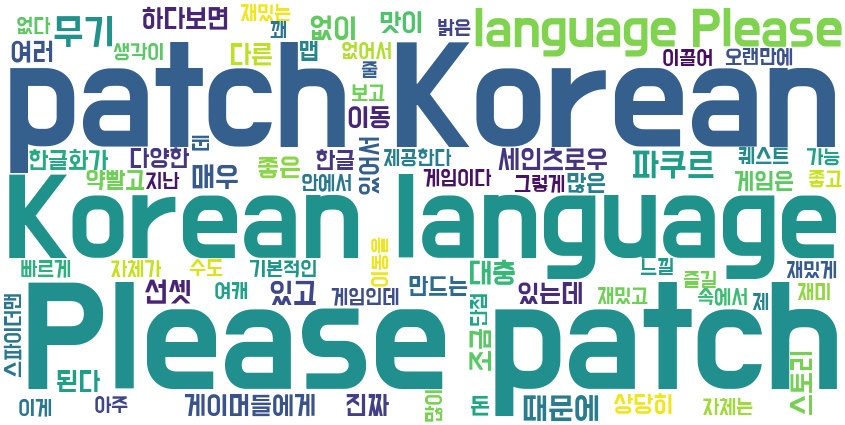 없다 무기 하다보면 재밌는 깨 없이 맛이 밝은 language Please
여러 생각이 다른 맵 없어서 줄 이끌어 오랜만에
patch Korean
보고 이동
한글화가 다양한 데 좋은 한글 있어서 제공한다 세인츠로우 파쿠르 퀘스트 가능
약빨고 지난 매우 안에서 게임이다 그렇게 많은 게임은 좋고
Korean language
빠르게 자체가 수도 기본적인 이동을 대충 느낄 즐길 재밌게
스파이더맨 선셋 여캐 있고 게임인데 만드는 있는데 재밌고 속에서 제 재미
Please patch
조금 단점
된다 스토리
이게 아주 게이머들에게 진짜 많이 돈 때문에 상당히 자체는